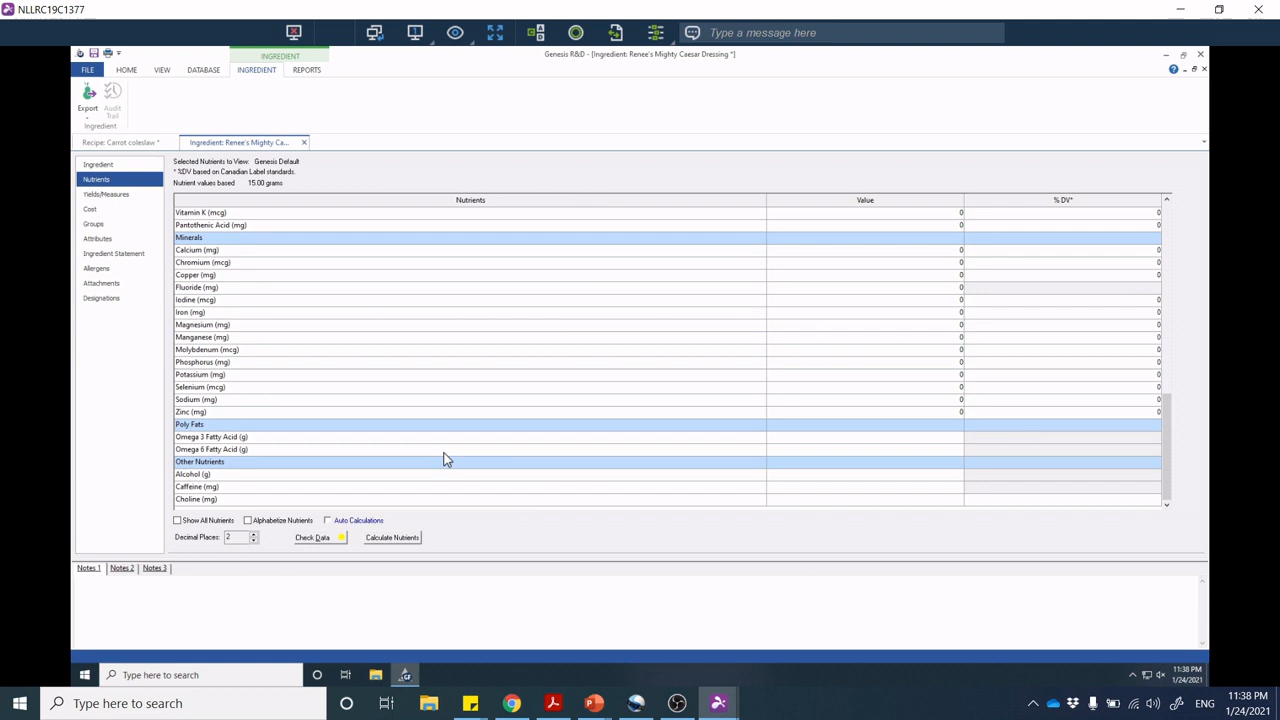 NLLRC19C1377
Type a message here
INGREDIENT
Genesis R&D - [Ingredient: Renee's Mighty Caesar Dressing *]
FILE HOME VIEW DATABASE INGREDIENT REPORTS
Export
Audit Trail
Ingredient
Recipe: Carrot coleslaw *
Ingredient: Renee's Mighty Ca...
Ingredient
Nutrients
Yields/Measures
Cost
Groups
Attributes
Ingredient Statement
Allergens
Attachments
Designations
Selected Nutrients to View: Genesis Default
* %DV based on Canadian Label standards.
Nutrient values based 15.00 grams
Nutrients Value % DV*
Vitamin K (mcg) 0 0
Pantothenic Acid (mg) 0 0
Minerals
Calcium (mg) 0 0
Chromium (mcg) 0 0
Copper (mg) 0 0
Fluoride (mg) 0
Iodine (mcg) 0 0
Iron (mg) 0 0
Magnesium (mg) 0 0
Manganese (mg) 0 0
Molybdenum (mcg) 0 0
Phosphorus (mg) 0 0
Potassium (mg) 0 0
Selenium (mcg) 0 0
Sodium (mg) 0 0
Zinc (mg) 0 0
Poly Fats
Omega 3 Fatty Acid (g)
Omega 6 Fatty Acid (g)
Other Nutrients
Alcohol (g)
Caffeine (mg)
Choline (mg)
Show All Nutrients Alphabetize Nutrients Auto Calculations
Decimal Places: 2 Check Data Calculate Nutrients
Notes 1 Notes 2 Notes 3
Type here to search
11:38 PM
1/24/2021
Type here to search
11:38 PM
1/24/2021